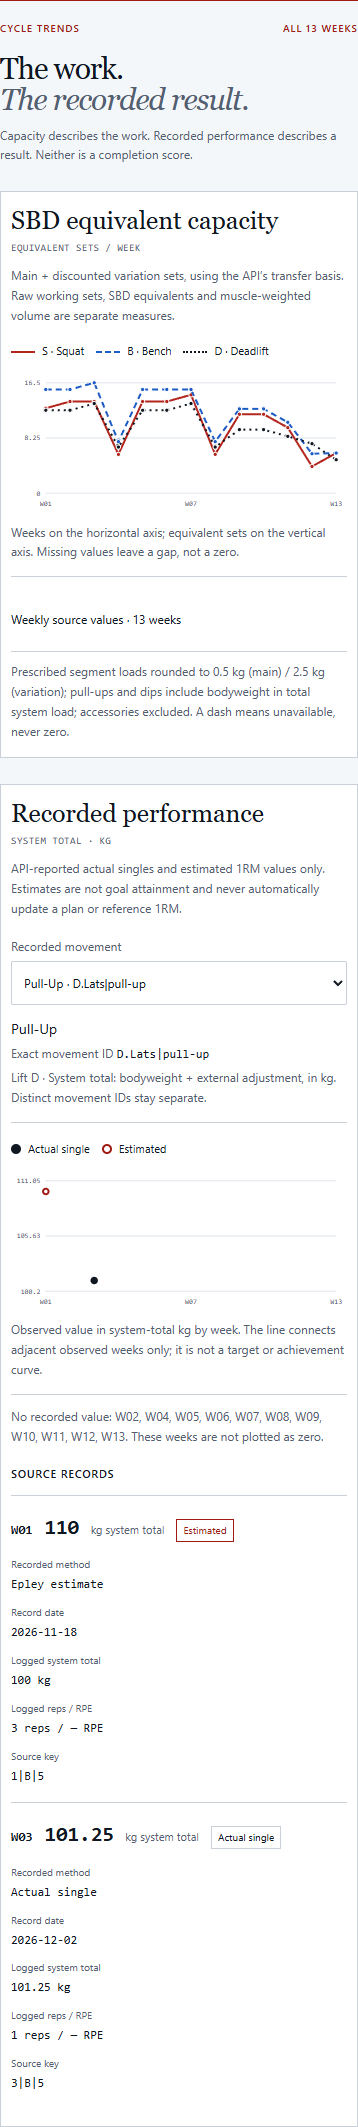 CYCLE TRENDS
ALL 13 WEEKS
The work.
The recorded result.
Capacity describes the work. Recorded performance describes a
result. Neither is a completion score.
SBD equivalent capacity
EQUIVALENT SETS / WEEK
Main + discounted variation sets, using the API's transfer basis.
Raw working sets, SBD equivalents and muscle-weighted
volume are separate measures.
S · Squat
B · Bench
D · Deadlift
16.5
8.25
0
W01
W07
W13
Weeks on the horizontal axis; equivalent sets on the vertical
axis. Missing values leave a gap, not a zero.
Weekly source values · 13 weeks
Prescribed segment loads rounded to 0.5 kg (main) / 2.5 kg
(variation); pull-ups and dips include bodyweight in total
system load; accessories excluded. A dash means unavailable,
never zero.
Recorded performance
SYSTEM TOTAL · KG
API-reported actual singles and estimated 1RM values only.
Estimates are not goal attainment and never automatically
update a plan or reference 1RM.
Recorded movement
Pull-Up · D.Lats|pull-up
Pull-Up
Exact movement ID D.Lats|pull-up
Lift D · System total: bodyweight + external adjustment, in kg.
Distinct movement IDs stay separate.
Actual single
Estimated
111.05
105.63
100.2
W01
W07
W13
Observed value in system-total kg by week. The line connects
adjacent observed weeks only; it is not a target or achievement
curve.
No recorded value: W02, W04, W05, W06, W07, W08, W09,
W10, W11, W12, W13. These weeks are not plotted as zero.
SOURCE RECORDS
W01 110 kg system total Estimated
Recorded method
Epley estimate
Record date
2026-11-18
Logged system total
100 kg
Logged reps / RPE
3 reps / — RPE
Source key
1|B|5
W03 101.25 kg system total Actual single
Recorded method
Actual single
Record date
2026-12-02
Logged system total
101.25 kg
Logged reps / RPE
1 reps / — RPE
Source key
3|B|5